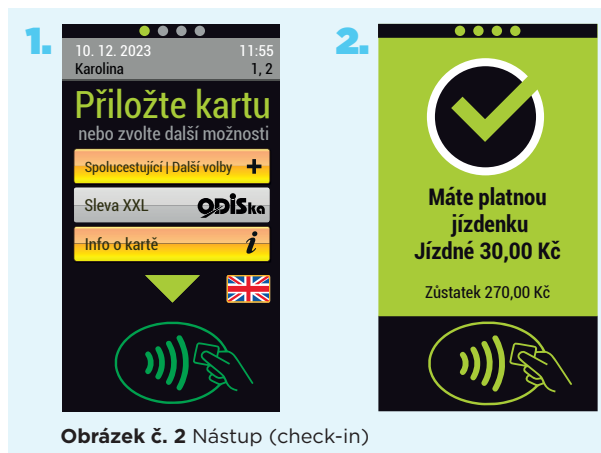 1.
10. 12. 2023 11:55
Karolina 1, 2
Přiložte kartu
nebo zvolte další možnosti
Spolucestující | Další volby +
Sleva XXL ODISka
Info o kartě i
2.
Máte platnou
jízdenku
Jízdné 30,00 Kč
Zůstatek 270,00 Kč
Obrázek č. 2 Nástup (check-in)